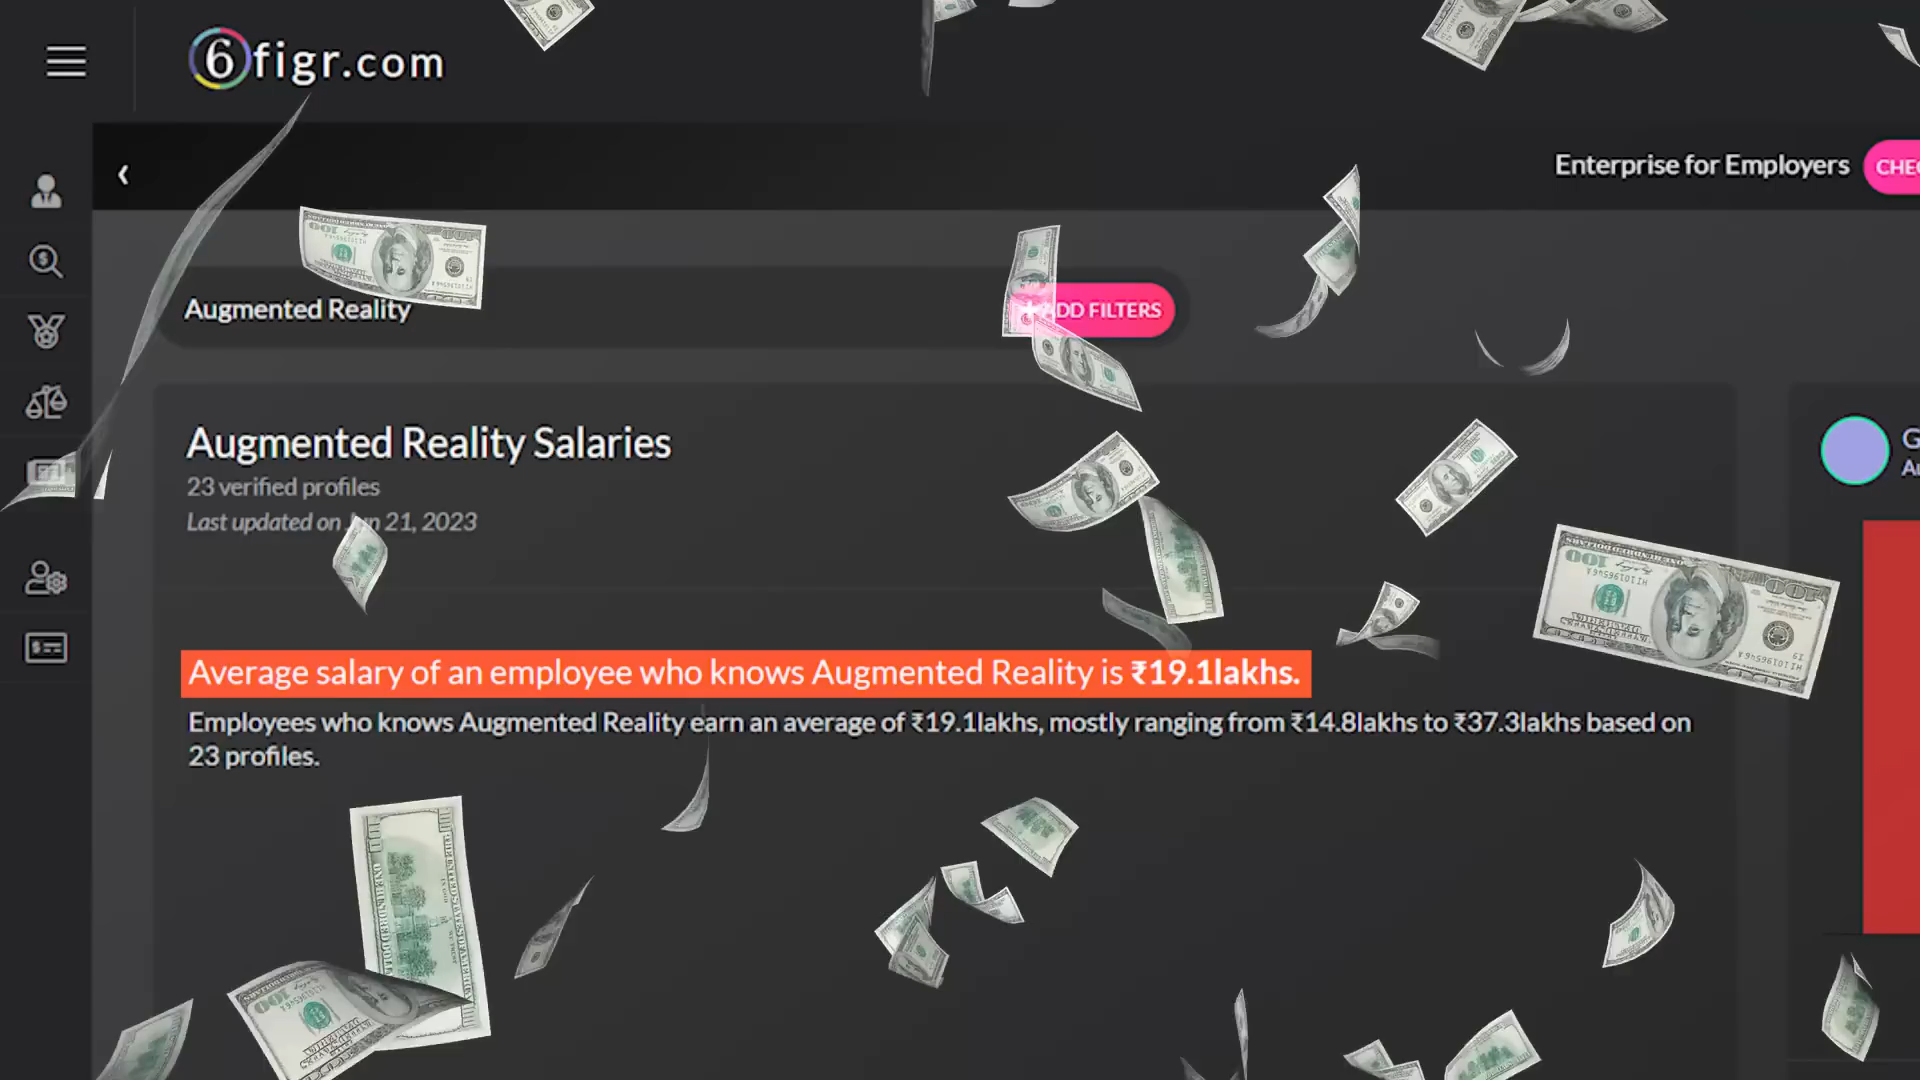 6figr.com
Enterprise for Employers
Augmented Reality
DD FILTERS
Augmented Reality Salaries
23 verified profiles
Last updated on Jun 21, 2023
Average salary of an employee who knows Augmented Reality is ₹19.1lakhs.
Employees who knows Augmented Reality earn an average of ₹19.1lakhs, mostly ranging from ₹14.8lakhs to ₹37.3lakhs based on
23 profiles.